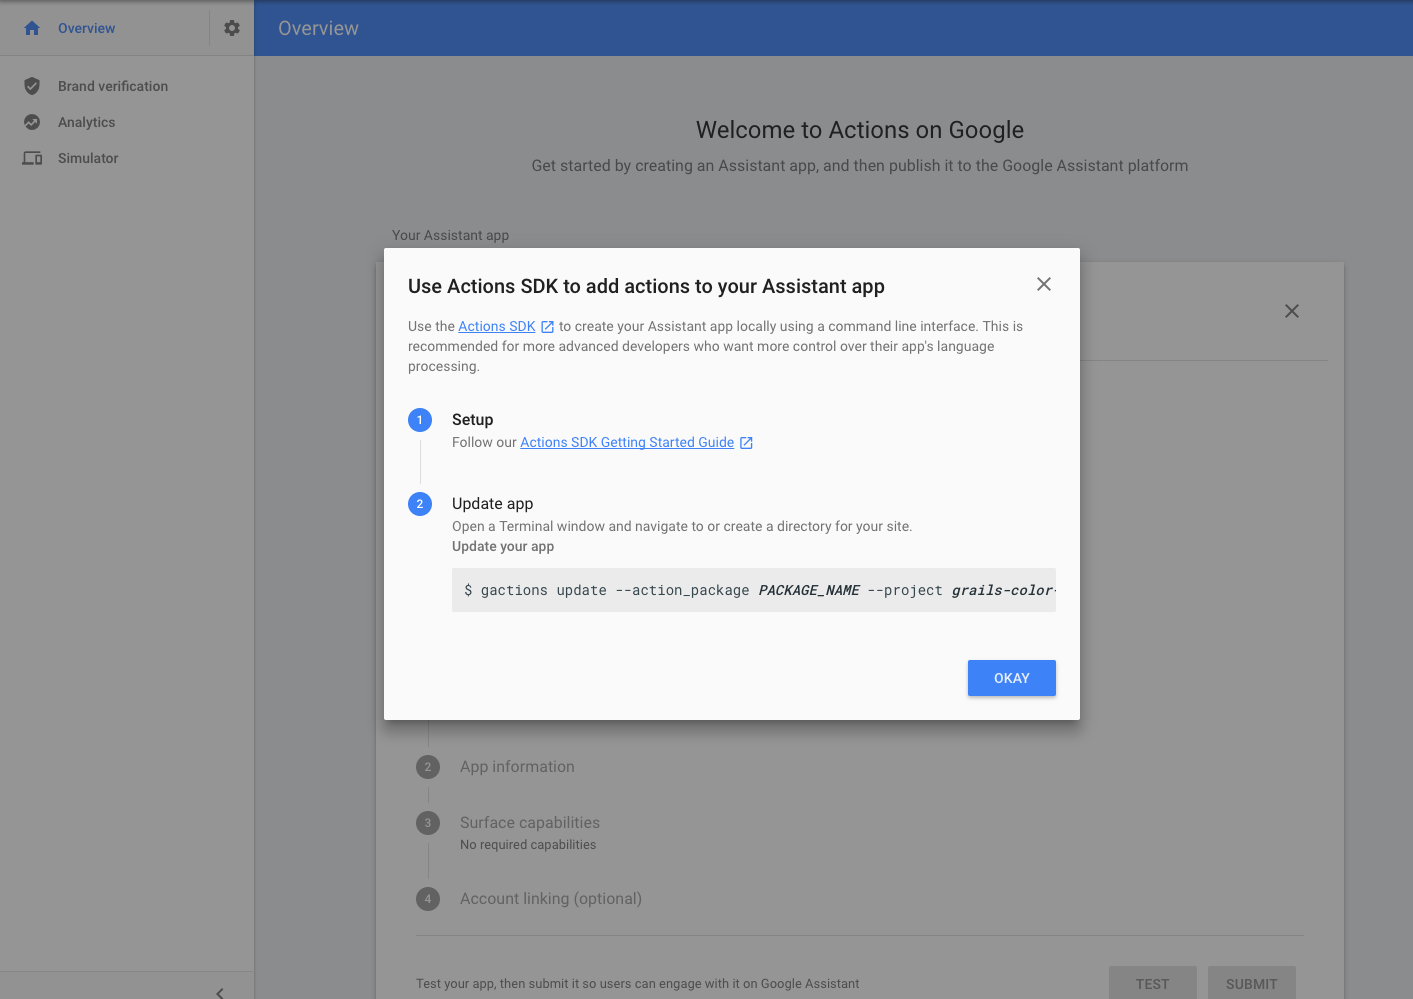 Overview
Overview
Brand verification
Analytics
Simulator
Welcome to Actions on Google
Get started by creating an Assistant app, and then publish it to the Google Assistant platform
Your Assistant app
Use Actions SDK to add actions to your Assistant app
Use the Actions SDK to create your Assistant app locally using a command line interface. This is
recommended for more advanced developers who want more control over their app's language
processing.
1 Setup
Follow our Actions SDK Getting Started Guide
2 Update app
Open a Terminal window and navigate to or create a directory for your site.
Update your app
$ gactions update --action_package PACKAGE_NAME --project grails-color-
OKAY
2 App information
3 Surface capabilities
No required capabilities
4 Account linking (optional)
Test your app, then submit it so users can engage with it on Google Assistant
TEST SUBMIT